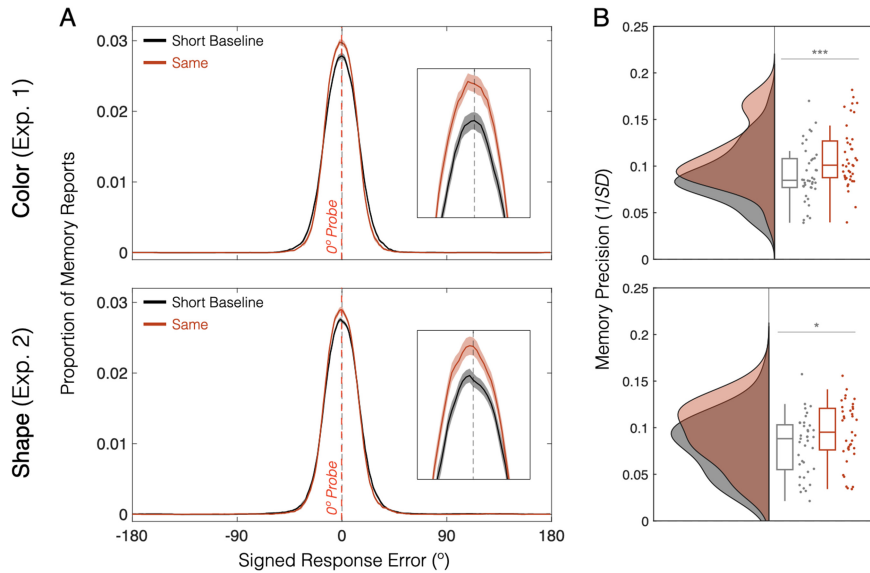 A
B
Color (Exp. 1)
Shape (Exp. 2)
Proportion of Memory Reports
0.03
0.02
0.01
0
Short Baseline
Same
0º Probe
0.03
0.02
0.01
0
Short Baseline
Same
0º Probe
-180
-90
0
90
180
Signed Response Error (º)
Memory Precision (1/SD)
0.25
0.2
0.15
0.1
0.05
0
***
0.25
0.2
0.15
0.1
0.05
0
*